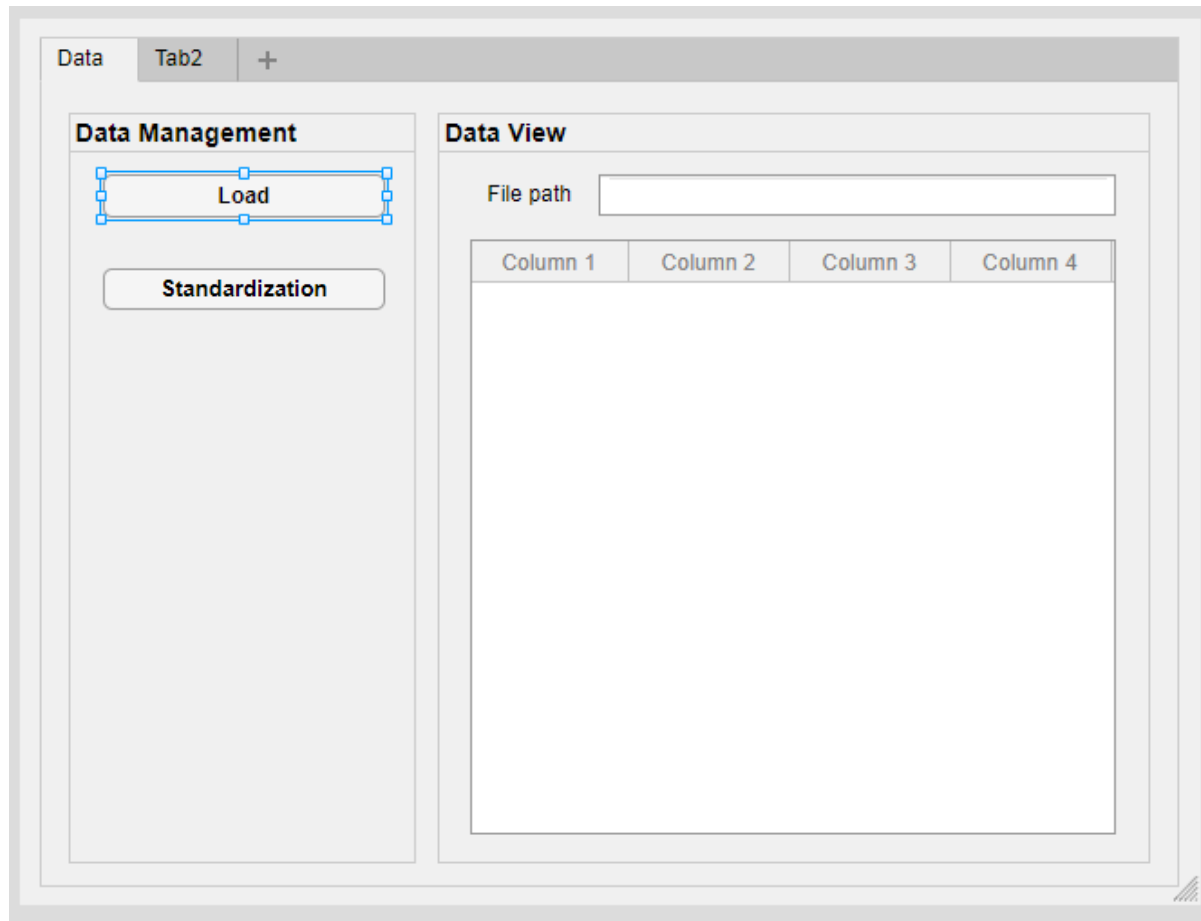 Data Tab2 +
Data Management
Load
Standardization
Data View
File path
Column 1 Column 2 Column 3 Column 4